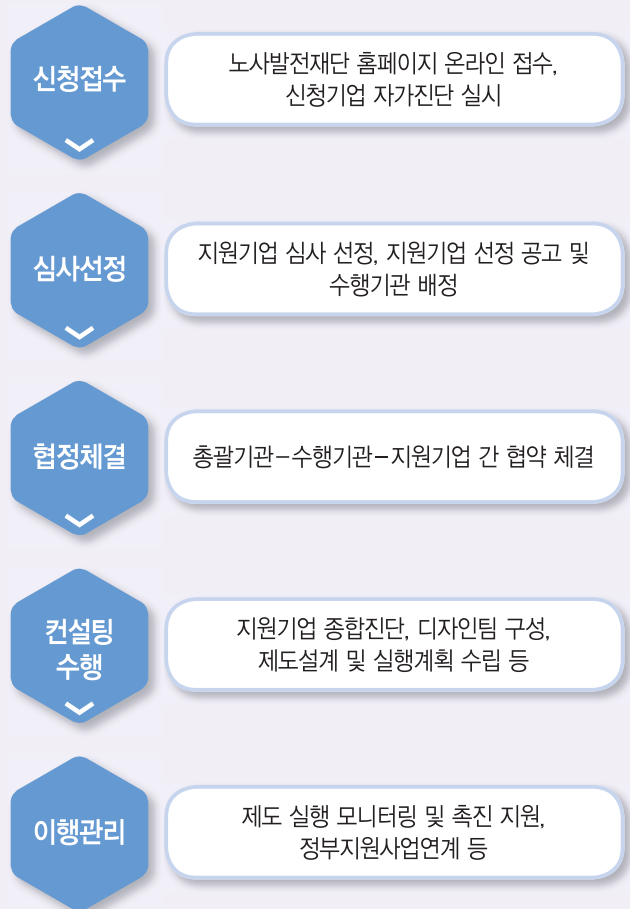 신청접수
노사발전재단 홈페이지 온라인 접수,
신청기업 자가진단 실시
심사선정
지원기업 심사 선정, 지원기업 선정 공고 및
수행기관 배정
협정체결
총괄기관–수행기관–지원기업 간 협약 체결
컨설팅
수행
지원기업 종합진단, 디자인팀 구성,
제도설계 및 실행계획 수립 등
이행관리
제도 실행 모니터링 및 촉진 지원,
정부지원사업연계 등